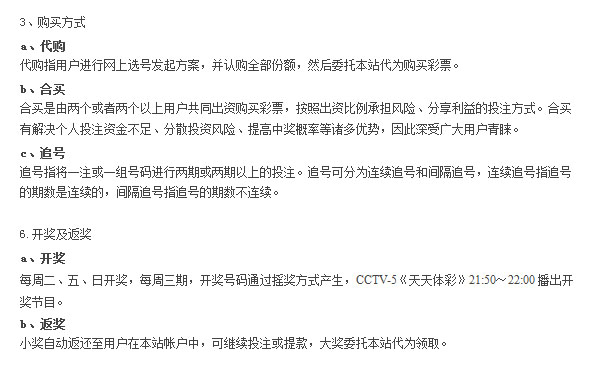 3、购买方式
a、代购
代购指用户进行网上选号发起方案，并认购全部份额，然后委托本站代为购买彩票。
b、合买
合买是由两个或者两个以上用户共同出资购买彩票，按照出资比例承担风险、分享利益的投注方式。合买
有解决个人投注资金不足、分散投资风险、提高中奖概率等诸多优势，因此深受广大用户青睐。
c、追号
追号指将一注或一组号码进行两期或两期以上的投注。追号可分为连续追号和间隔追号，连续追号指追号
的期数是连续的，间隔追号指追号的期数不连续。
6. 开奖及返奖
a、开奖
每周二、五、日开奖，每周三期，开奖号码通过摇奖方式产生，CCTV-5《天天体彩》21:50～22:00 播出开
奖节目。
b、返奖
小奖自动返还至用户在本站帐户中，可继续投注或提款，大奖委托本站代为领取。